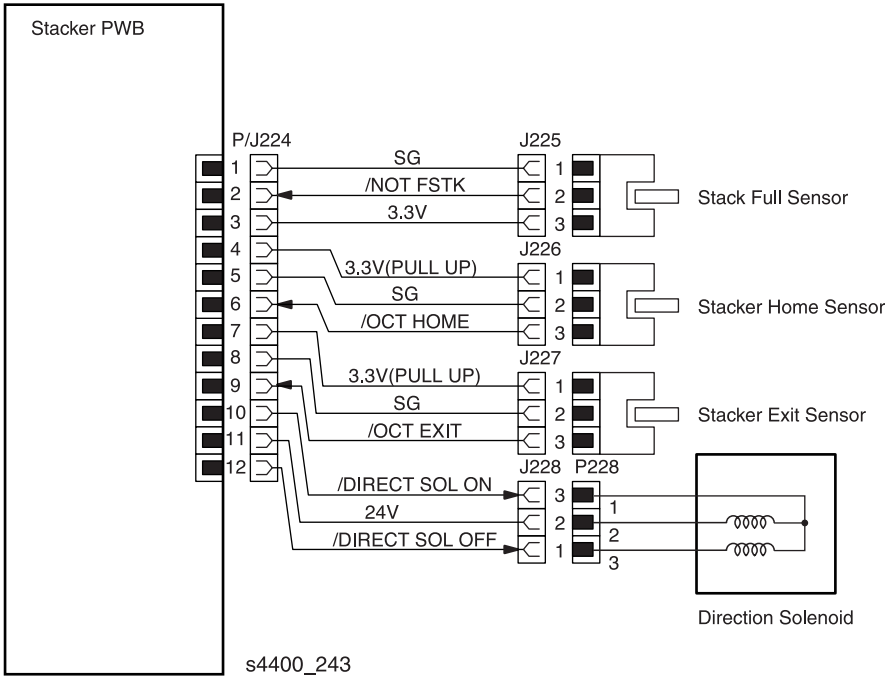 Stacker PWB
P/J224
J225
1
SG
1
2
/NOT FSTK
2
Stack Full Sensor
3
3.3V
3
J226
4
3.3V(PULL UP)
1
5
SG
2
Stacker Home Sensor
6
/OCT HOME
3
J227
7
3.3V(PULL UP)
1
8
SG
2
Stacker Exit Sensor
9
/OCT EXIT
3
J228 P228
10
/DIRECT SOL ON
3
1
11
24V
2
2
12
/DIRECT SOL OFF
1
3
Direction Solenoid
s4400_243